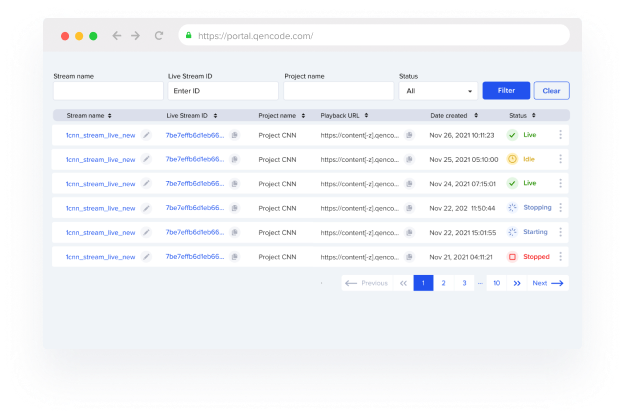 https://portal.qencode.com/
Stream name Live Stream ID Project name Status
Enter ID All Filter Clear
Stream name Live Stream ID Project name Playback URL Date created Status
1cnn_stream_live_new 7be7effb6d1eb66... Project CNN https://content[-z].qenco... Nov 26, 2021 10:11:23 Live
1cnn_stream_live_new 7be7effb6d1eb66... Project CNN https://content[-z].qenco... Nov 25, 2021 05:10:00 Idle
1cnn_stream_live_new 7be7effb6d1eb66... Project CNN https://content[-z].qenco... Nov 24, 2021 07:15:01 Live
1cnn_stream_live_new 7be7effb6d1eb66... Project CNN https://content[-z].qenco... Nov 22, 202 11:50:44 Stopping
1cnn_stream_live_new 7be7effb6d1eb66... Project CNN https://content[-z].qenco... Nov 22, 2021 15:01:55 Starting
1cnn_stream_live_new 7be7effb6d1eb66... Project CNN https://content[-z].qenco... Nov 21, 2021 04:11:21 Stopped
Previous 1 2 3 ... 10 Next